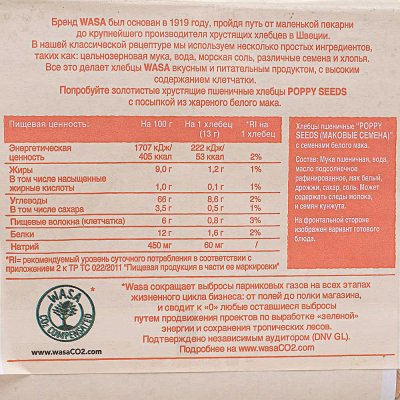 Бренд WASA был основан в 1919 году, пройдя путь от маленькой пекарни
до крупнейшего производителя хрустящих хлебцев в Швеции.
В нашей классической рецептуре мы используем несколько простых ингредиентов,
таких как: цельнозерновая мука, вода, морская соль, различные семена и хлопья.
Все это делает хлебцы WASA вкусным и питательным продуктом, с высоким
содержанием клетчатки.
Попробуйте золотистые хрустящие пшеничные хлебцы POPPY SEEDS
с посыпкой из жареного белого мака.
Пищевая ценность: На 100 г На 1 хлебец (13 г) *RI на 1 хлебец
Энергетическая ценность 1707 кДж/ 405 ккал 222 кДж/ 53 ккал 2%
Жиры 9,0 г 1,2 г 2%
В том числе насыщенные жирные кислоты 1,0 г 0,1 г 1%
Углеводы 66 г 8,6 г 2%
В том числе сахара 3,5 г 0,5 г 1%
Пищевые волокна (клетчатка) 6 г 0,8 г 3%
Белки 12 г 1,6 г 2%
Натрий 450 мг 60 мг /
*RI= рекомендуемый уровень суточного потребления в соответствии с
приложением 2 к ТР ТС 022/2011 "Пищевая продукция в части ее маркировки"
Хлебцы пшеничные "POPPY
SEEDS (МАКОВЫЕ СЕМЕНА)"
с семенами белого мака.
Состав: Мука пшеничная, вода,
масло подсолнечное
рафинированное, мак белый,
дрожжи, сахар, соль. Может
содержать следы молока,
и семян кунжута.
На фронтальной стороне
изображен вариант готового
блюда.
WASA
CO2 COMPENSATED
www.wasaCO2.com
*Wasa сокращает выбросы парниковых газов на всех этапах
жизненного цикла бизнеса: от полей до полки магазина,
и сводит к «0» любые оставшиеся выбросы
путем продвижения проектов по выработке «зеленой»
энергии и сохранения тропических лесов.
Подтверждено независимым аудитором (DNV GL).
Подробнее на www.wasaCO2.com